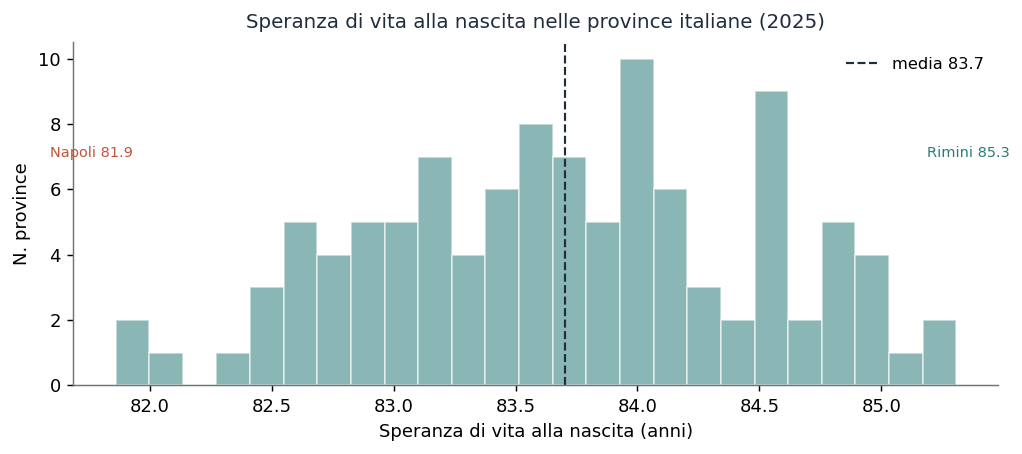 Speranza di vita alla nascita nelle province italiane (2025)
media 83.7
Napoli 81.9
Rimini 85.3
N. province
10
8
6
4
2
0
82.0 82.5 83.0 83.5 84.0 84.5 85.0
Speranza di vita alla nascita (anni)